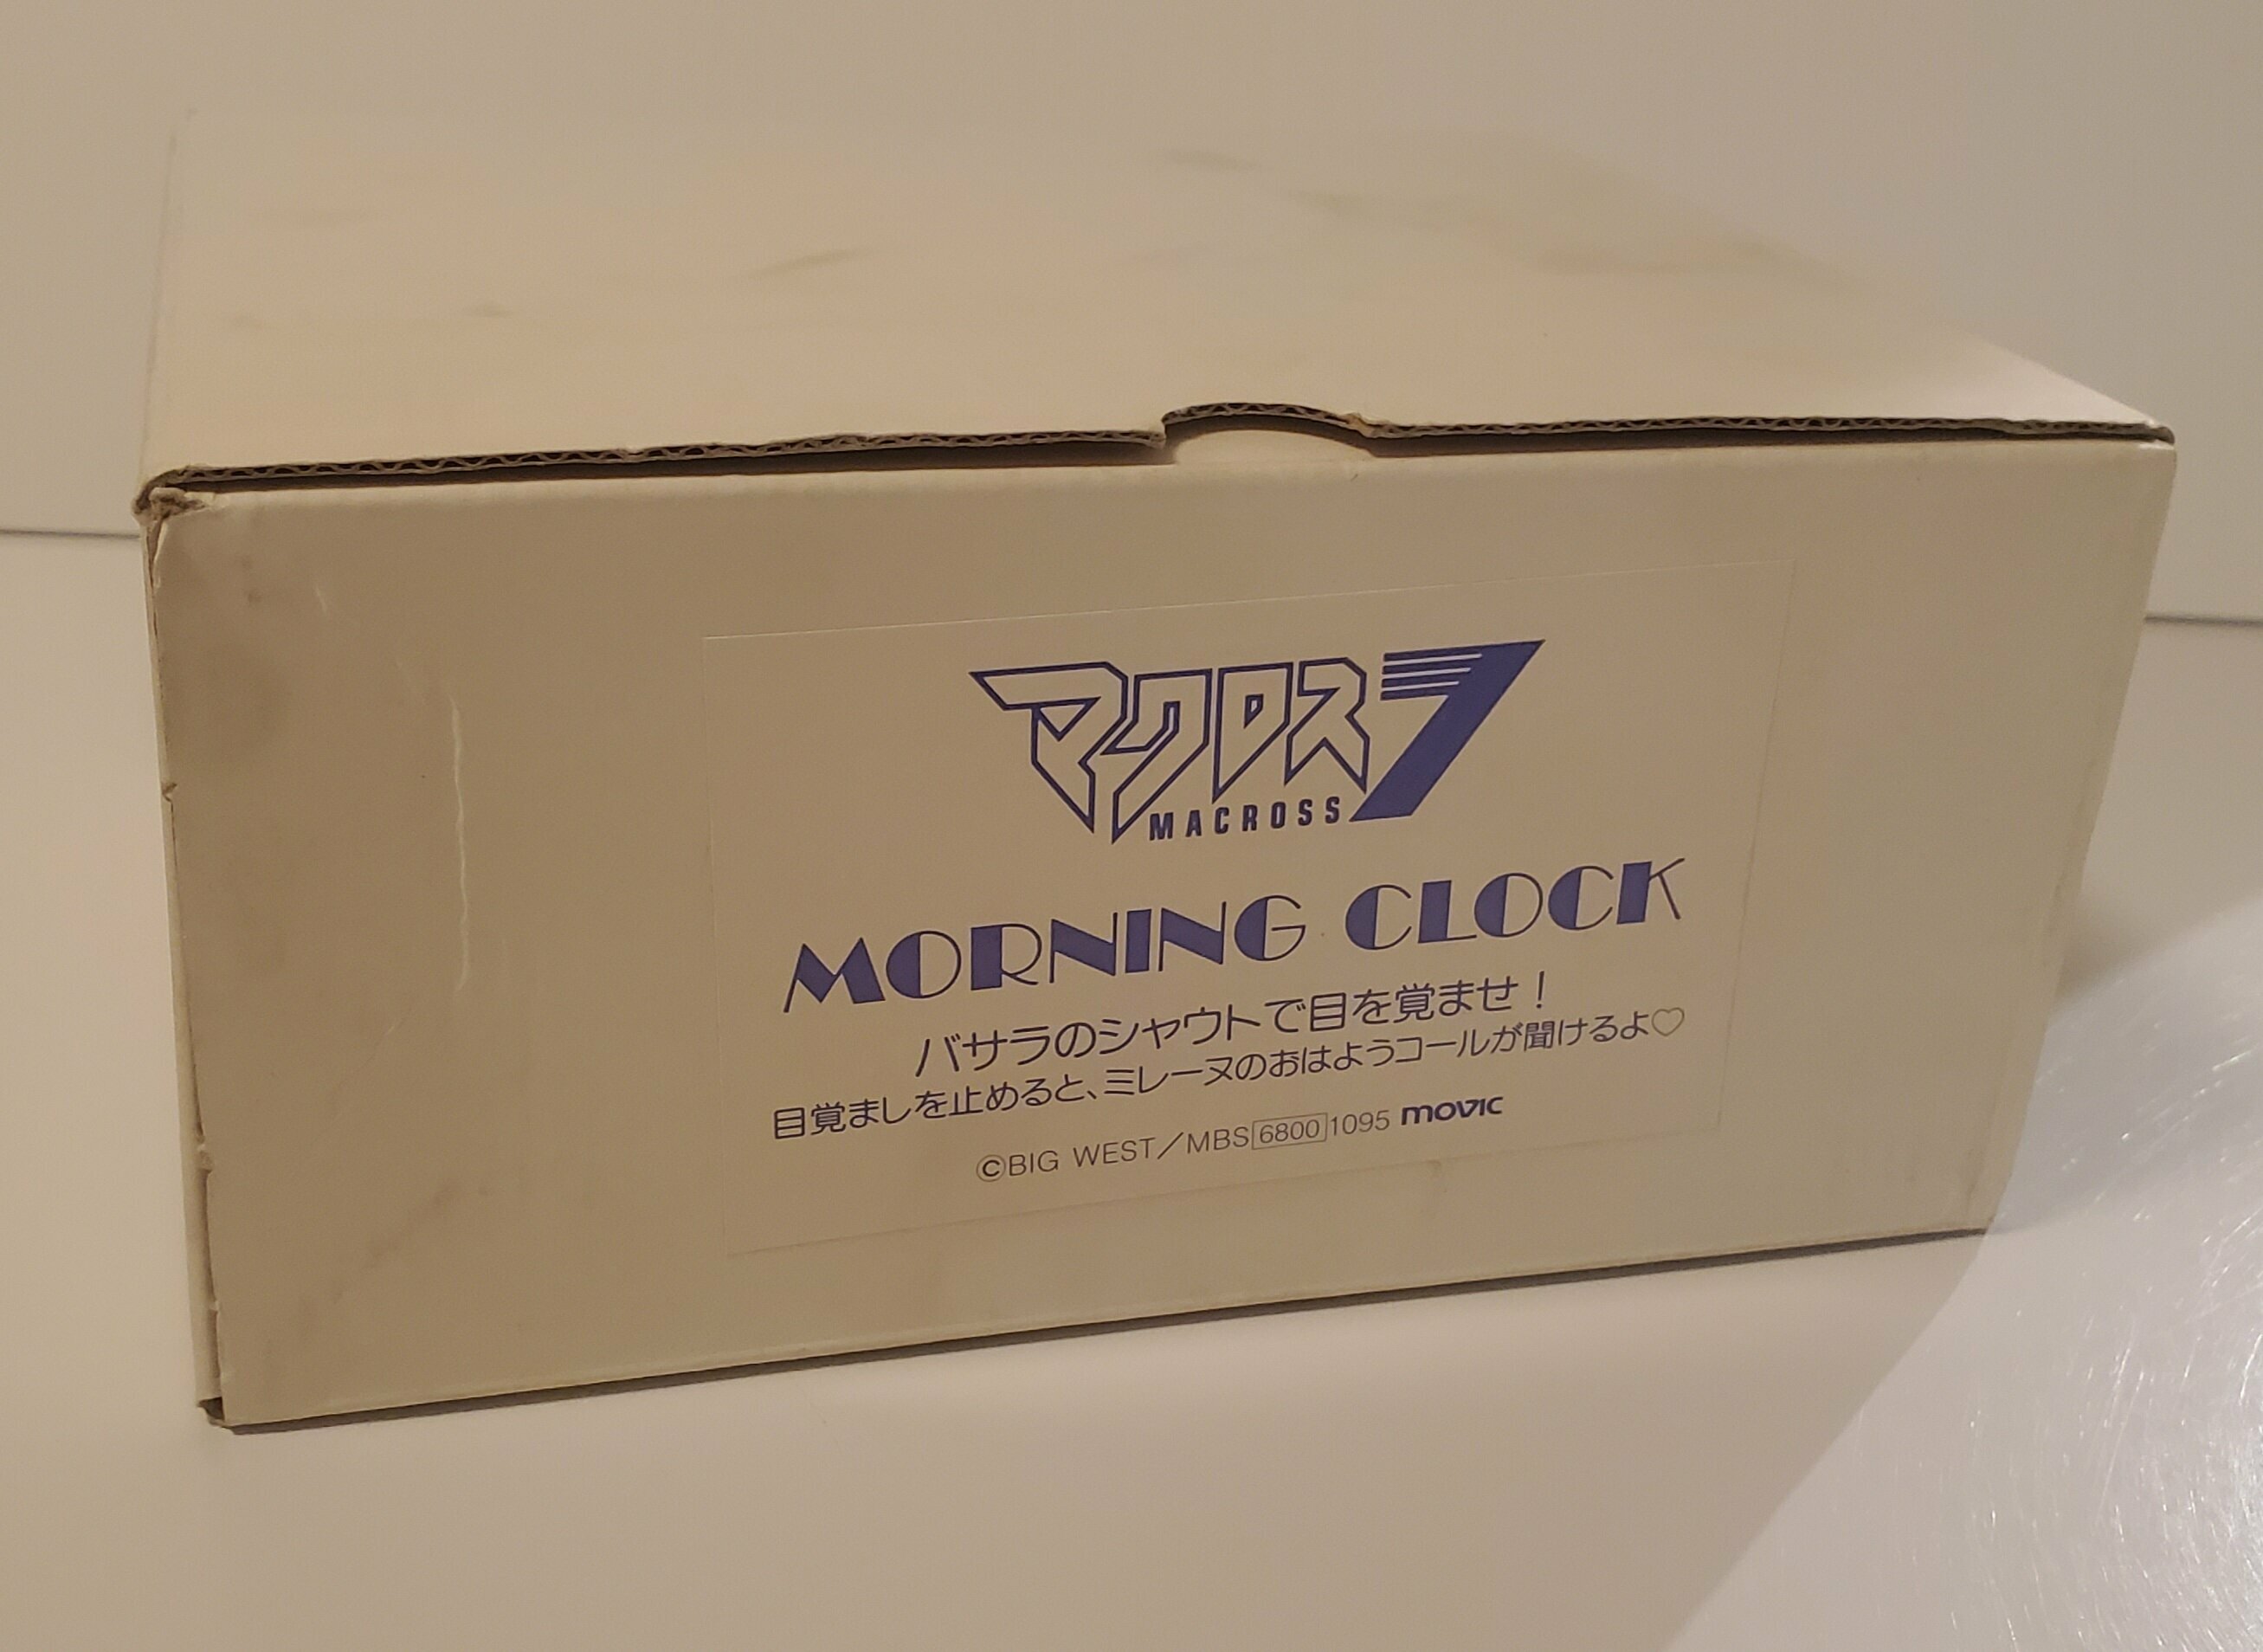 マクロス7
MACROSS
MORNING CLOCK
バサラのシャウトで目を覚ませ！
目覚ましを止めると、ミレーヌのおはようコールが聞けるよ♡
©BIG WEST／MBS 6800 1095 movic